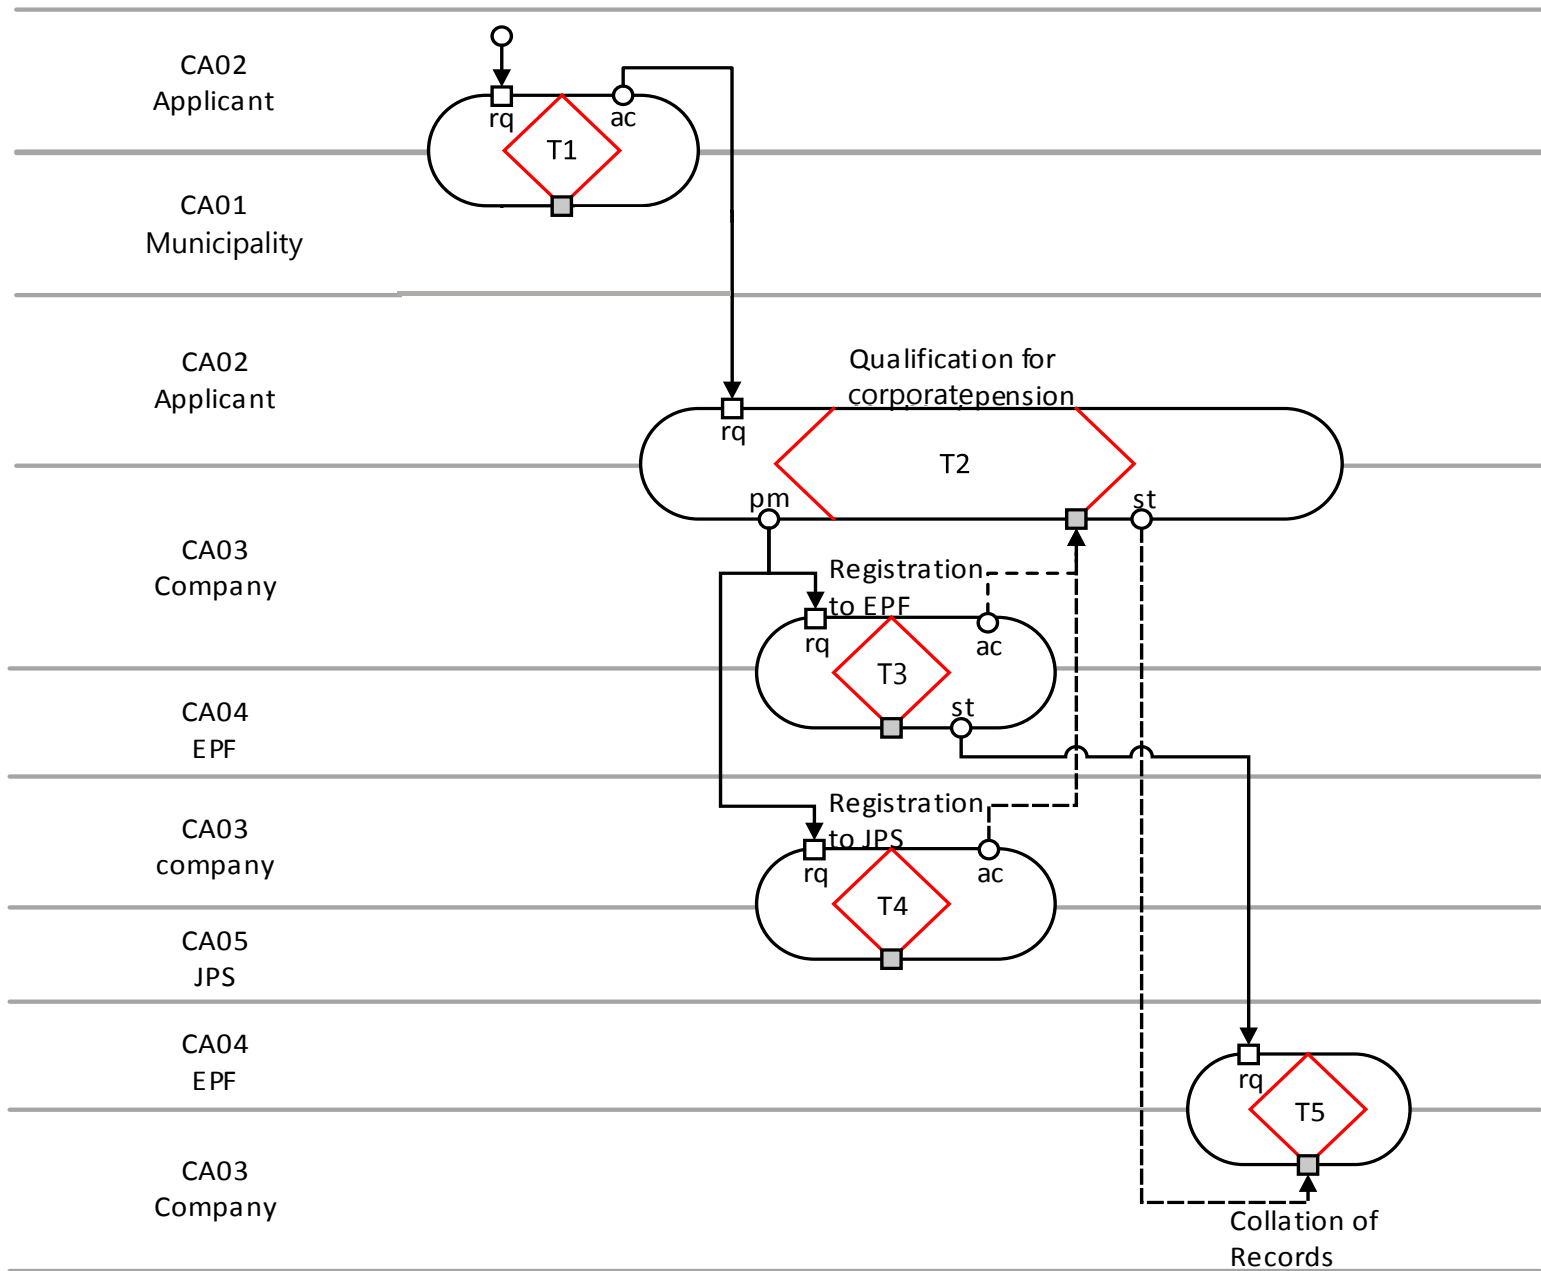 CA02
Applicant
rq
ac
T1
CA01
Municipality
CA02
Applicant
Qualification for
corporate pension
rq
T2
pm
st
CA03
Company
Registration
to EPF
rq
ac
T3
CA04
EPF
st
Registration
to JPS
CA03
company
rq
ac
T4
CA05
JPS
CA04
EPF
rq
T5
CA03
Company
Collation of
Records